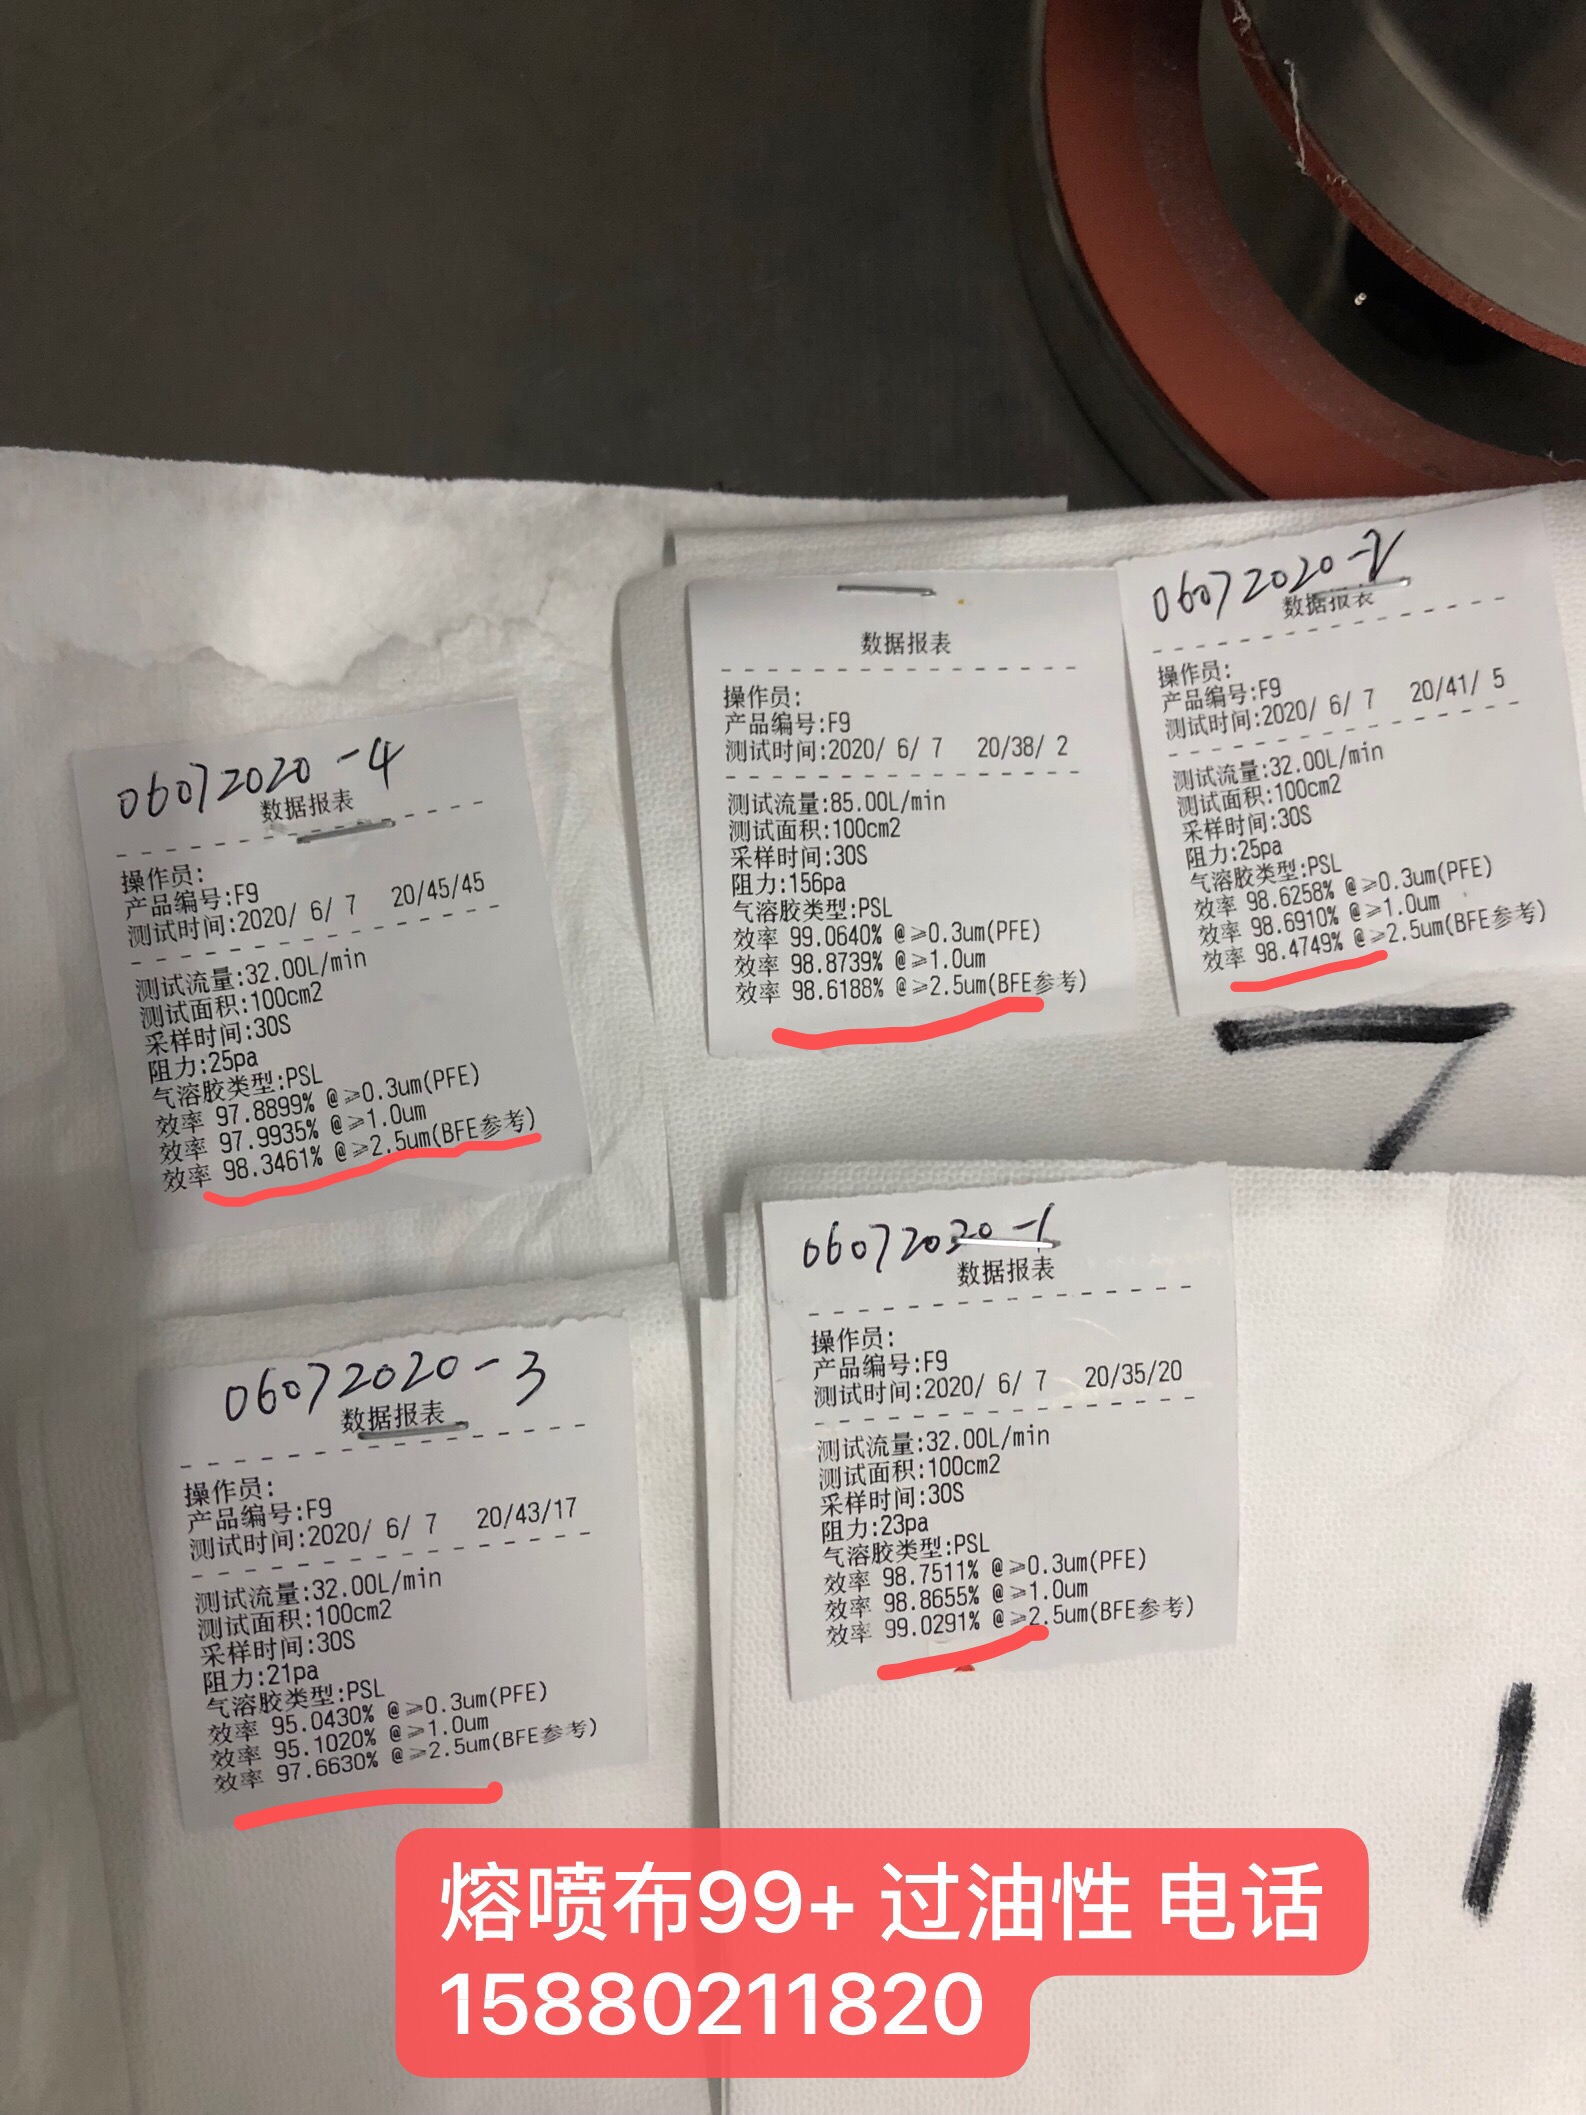 06072020-4
数据报表
操作员:
产品编号:F9
测试时间:2020/ 6/ 7 20/45/45
测试流量:32.00L/min
测试面积:100cm2
采样时间:30S
阻力:25pa
气溶胶类型:PSL
效率 97.8899% @≥0.3um(PFE)
效率 97.9935% @≥1.0um
效率 98.3461% @≥2.5um(BFE参考)
数据报表
操作员:
产品编号:F9
测试时间:2020/ 6/ 7 20/38/ 2
测试流量:85.00L/min
测试面积:100cm2
采样时间:30S
阻力:156pa
气溶胶类型:PSL
效率 99.0640% @≥0.3um(PFE)
效率 98.8739% @≥1.0um
效率 98.6188% @≥2.5um(BFE参考)
06072020-2
数据报表
操作员:
产品编号:F9
测试时间:2020/ 6/ 7 20/41/ 5
测试流量:32.00L/min
测试面积:100cm2
采样时间:30S
阻力:25pa
气溶胶类型:PSL
效率 98.6258% @≥0.3um(PFE)
效率 98.6910% @≥1.0um
效率 98.4749% @≥2.5um(BFE参考)
7
06072020-3
数据报表
操作员:
产品编号:F9
测试时间:2020/ 6/ 7 20/43/17
测试流量:32.00L/min
测试面积:100cm2
采样时间:30S
阻力:21pa
气溶胶类型:PSL
效率 95.0430% @≥0.3um(PFE)
效率 95.1020% @≥1.0um
效率 97.6630% @≥2.5um(BFE参考)
06072020-1
数据报表
操作员:
产品编号:F9
测试时间:2020/ 6/ 7 20/35/20
测试流量:32.00L/min
测试面积:100cm2
采样时间:30S
阻力:23pa
气溶胶类型:PSL
效率 98.7511% @≥0.3um(PFE)
效率 98.8655% @≥1.0um
效率 99.0291% @≥2.5um(BFE参考)
1
熔喷布99+ 过油性 电话
15880211820